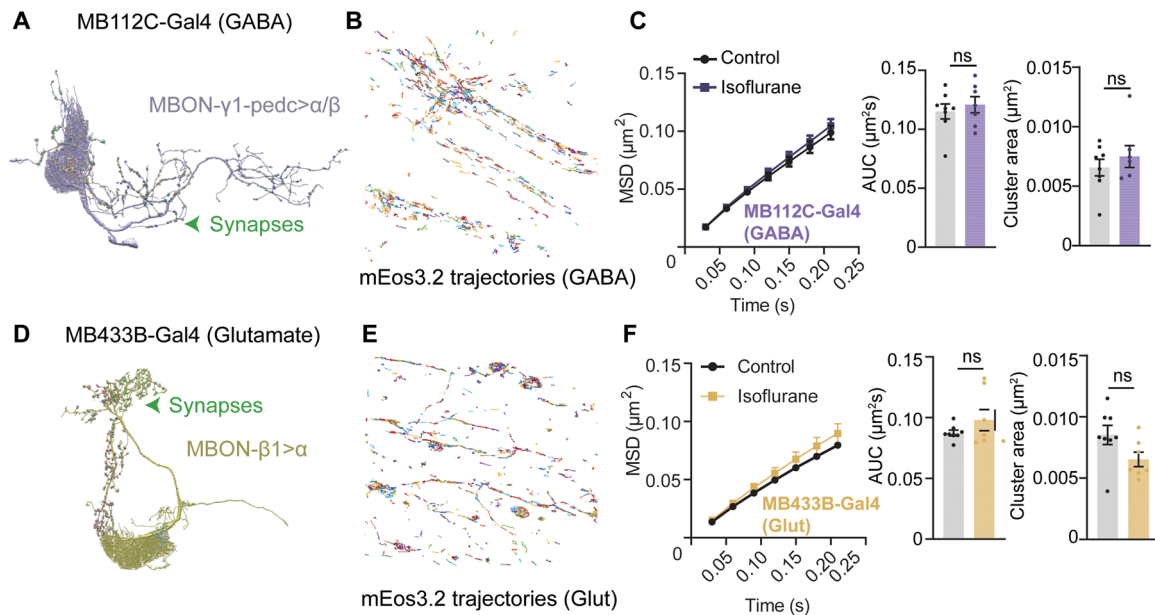 A MB112C-Gal4 (GABA)
MBON-γ1-pedc>α/β
Synapses
B
mEos3.2 trajectories (GABA)
C
Control
Isoflurane
MSD (µm²)
0.15
0.10
0.05
0
0.05 0.10 0.15 0.20 0.25
Time (s)
MB112C-Gal4
(GABA)
ns
AUC (µm²s)
0.15
0.10
0.05
0
ns
Cluster area (µm²)
0.015
0.010
0.005
0
D MB433B-Gal4 (Glutamate)
Synapses
MBON-β1>α
E
mEos3.2 trajectories (Glut)
F
Control
Isoflurane
MSD (µm²)
0.15
0.10
0.05
0
0.05 0.10 0.15 0.20 0.25
Time (s)
MB433B-Gal4
(Glut)
ns
AUC (µm²s)
0.15
0.10
0.05
0
ns
Cluster area (µm²)
0.015
0.010
0.005
0